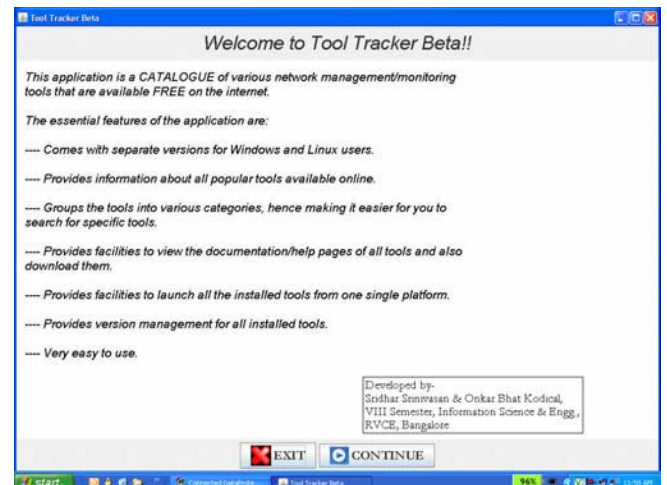 Tool Tracker Beta
Welcome to Tool Tracker Beta!!
This application is a CATALOGUE of various network management/monitoring
tools that are available FREE on the internet.
The essential features of the application are:
---- Comes with separate versions for Windows and Linux users.
---- Provides information about all popular tools available online.
---- Groups the tools into various categories, hence making it easier for you to
search for specific tools.
---- Provides facilities to view the documentation/help pages of all tools and also
download them.
---- Provides facilities to launch all the installed tools from one single platform.
---- Provides version management for all installed tools.
---- Very easy to use.
Developed by-
Sridhar Srinivasan & Onkar Bhat Kodical,
VIII Semester, Information Science & Engg.,
RVCE, Bangalore
EXIT
CONTINUE
start
Tool Tracker Beta
96%